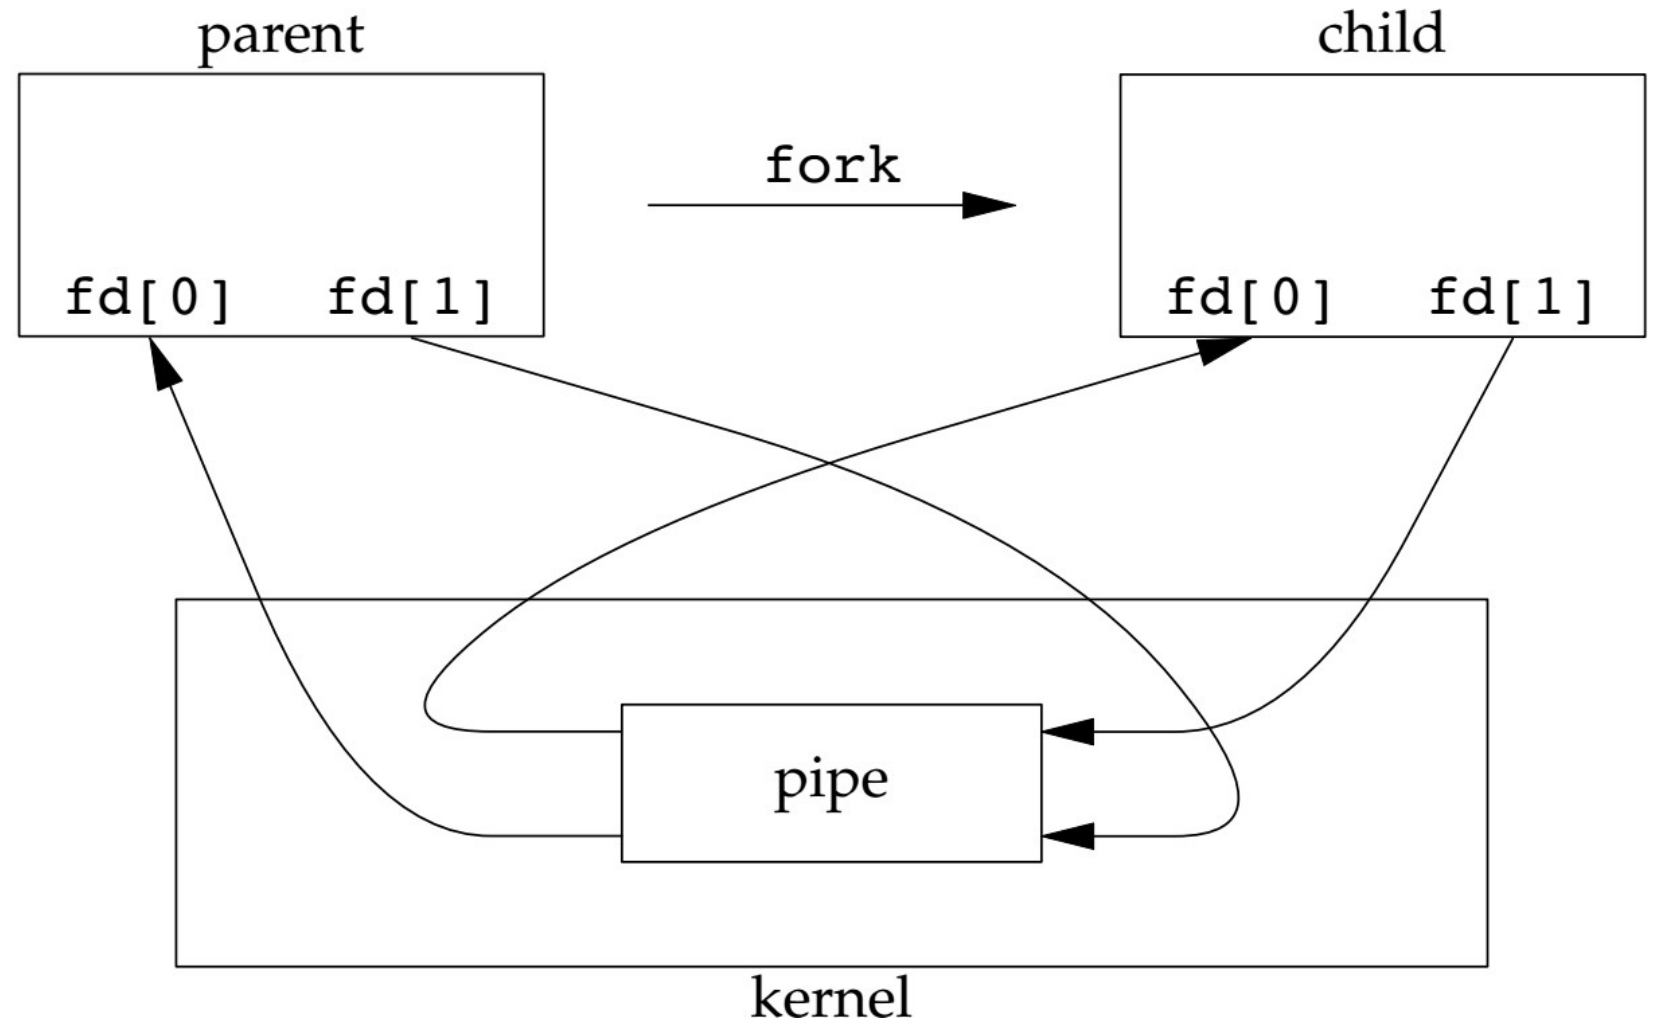 parent
child
fork
fd[0] fd[1]
fd[0] fd[1]
pipe
kernel